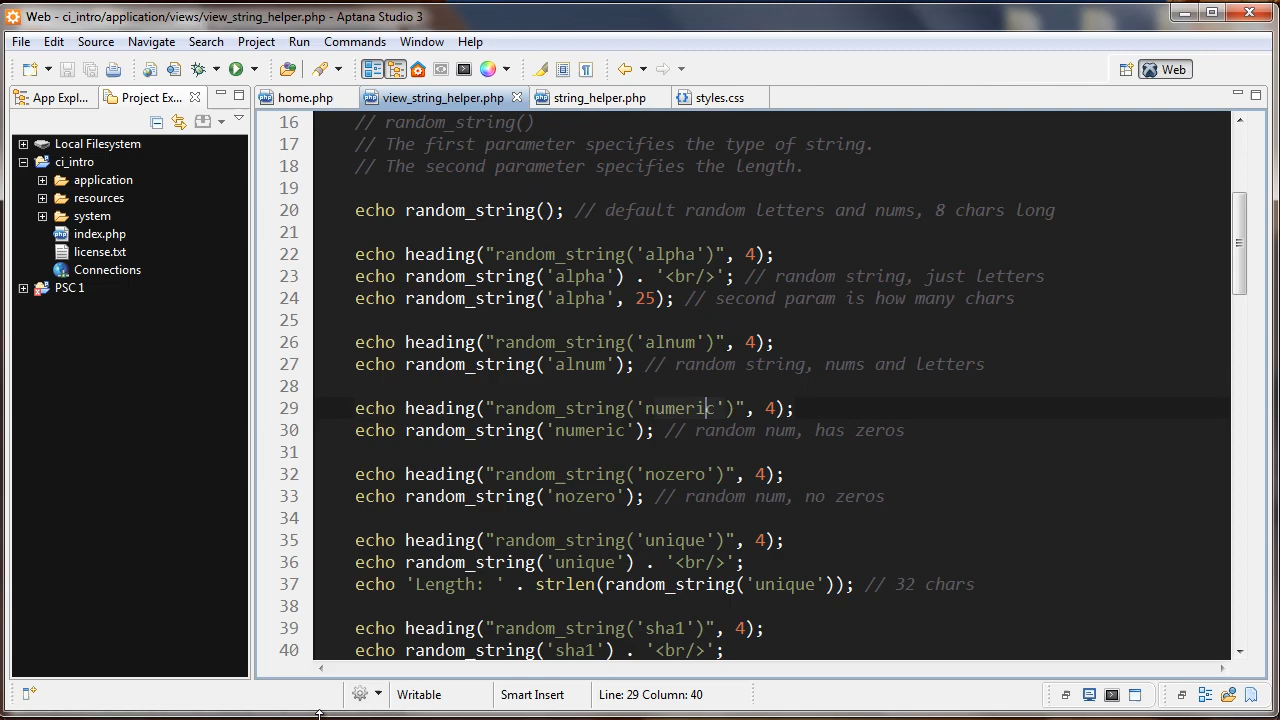 Web - ci_intro/application/views/view_string_helper.php - Aptana Studio 3
File Edit Source Navigate Search Project Run Commands Window Help
Web
App Expl... Project Ex... home.php view_string_helper.php string_helper.php styles.css
Local Filesystem
ci_intro
application
resources
system
index.php
license.txt
Connections
PSC 1
16 // random_string()
17 // The first parameter specifies the type of string.
18 // The second parameter specifies the length.
19
20 echo random_string(); // default random letters and nums, 8 chars long
21
22 echo heading("random_string('alpha')", 4);
23 echo random_string('alpha') . '<br/>'; // random string, just letters
24 echo random_string('alpha', 25); // second param is how many chars
25
26 echo heading("random_string('alnum')", 4);
27 echo random_string('alnum'); // random string, nums and letters
28
29 echo heading("random_string('numeric')", 4);
30 echo random_string('numeric'); // random num, has zeros
31
32 echo heading("random_string('nozero')", 4);
33 echo random_string('nozero'); // random num, no zeros
34
35 echo heading("random_string('unique')", 4);
36 echo random_string('unique') . '<br/>';
37 echo 'Length: ' . strlen(random_string('unique')); // 32 chars
38
39 echo heading("random_string('sha1')", 4);
40 echo random_string('sha1') . '<br/>';
Writable Smart Insert Line: 29 Column: 40